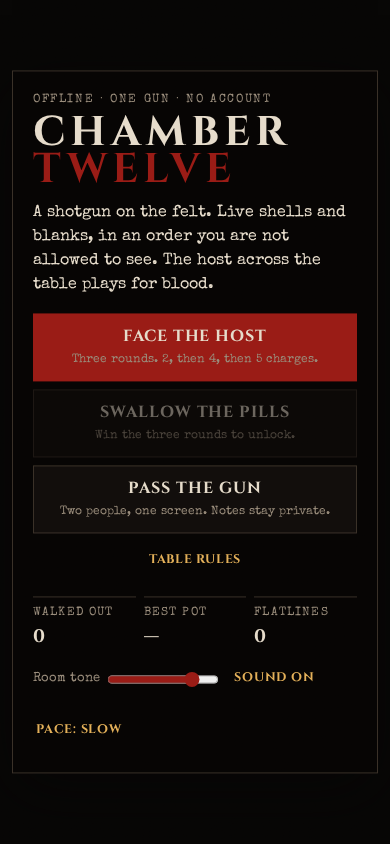 OFFLINE · ONE GUN · NO ACCOUNT
CHAMBER
TWELVE
A shotgun on the felt. Live shells and
blanks, in an order you are not
allowed to see. The host across the
table plays for blood.
FACE THE HOST
Three rounds. 2, then 4, then 5 charges.
SWALLOW THE PILLS
Win the three rounds to unlock.
PASS THE GUN
Two people, one screen. Notes stay private.
TABLE RULES
WALKED OUT BEST POT FLATLINES
0 — 0
Room tone SOUND ON
PACE: SLOW